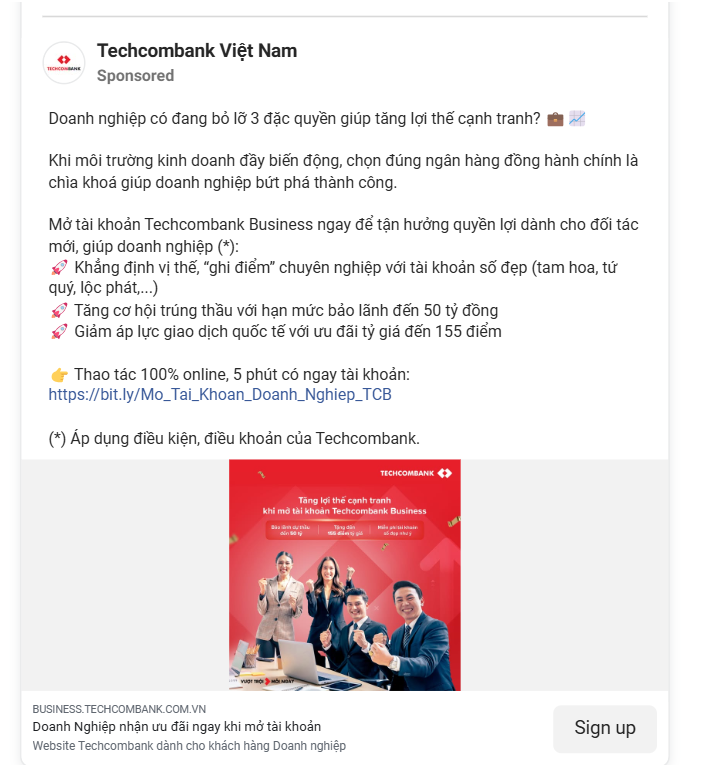 Techcombank Việt Nam
TECHCOMBANK
Sponsored
Doanh nghiệp có đang bỏ lỡ 3 đặc quyền giúp tăng lợi thế cạnh tranh? 💼 📈
Khi môi trường kinh doanh đầy biến động, chọn đúng ngân hàng đồng hành chính là
chìa khoá giúp doanh nghiệp bứt phá thành công.
Mở tài khoản Techcombank Business ngay để tận hưởng quyền lợi dành cho đối tác
mới, giúp doanh nghiệp (*):
🚀 Khẳng định vị thế, “ghi điểm” chuyên nghiệp với tài khoản số đẹp (tam hoa, tứ
quý, lộc phát,...)
🚀 Tăng cơ hội trúng thầu với hạn mức bảo lãnh đến 50 tỷ đồng
🚀 Giảm áp lực giao dịch quốc tế với ưu đãi tỷ giá đến 155 điểm
👉 Thao tác 100% online, 5 phút có ngay tài khoản:
https://bit.ly/Mo_Tai_Khoan_Doanh_Nghiep_TCB
(*) Áp dụng điều kiện, điều khoản của Techcombank.
TECHCOMBANK
Tăng lợi thế cạnh tranh
khi mở tài khoản Techcombank Business
Bảo lãnh dự thầu Tặng đến Miễn phí tài khoản
đến 50 tỷ 155 điểm tỷ giá số đẹp như ý
VƯỢT TRỘI MỖI NGÀY
BUSINESS.TECHCOMBANK.COM.VN
Doanh Nghiệp nhận ưu đãi ngay khi mở tài khoản
Website Techcombank dành cho khách hàng Doanh nghiệp
Sign up